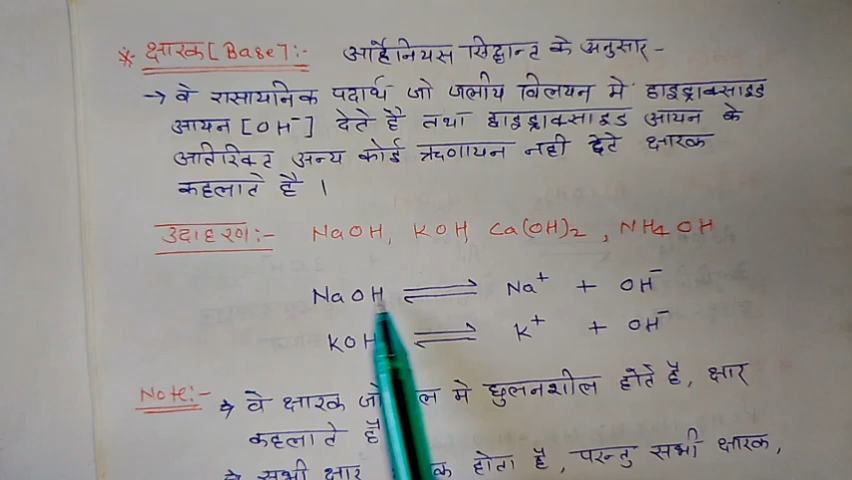 * क्षारक [Base]:- आर्हेनियस सिद्धान्त के अनुसार -
→ वे रासायनिक पदार्थ जो जलीय विलयन मे हाइड्राक्साइड
आयन [OH⁻] देते है तथा हाइड्राक्साइड आयन के
अतिरिक्ट अन्य कोई ऋणायन नही देते क्षारक
कहलाते है ।
उदाहरण:- NaOH, KOH, Ca(OH)₂, NH₄OH
NaOH ⇌ Na⁺ + OH⁻
KOH ⇌ K⁺ + OH⁻
Note:- → वे क्षारक मे घुलनशील होते है, क्षार
कहलाते है
→ सभी क्षार होता है, परन्तु सभी क्षारक,